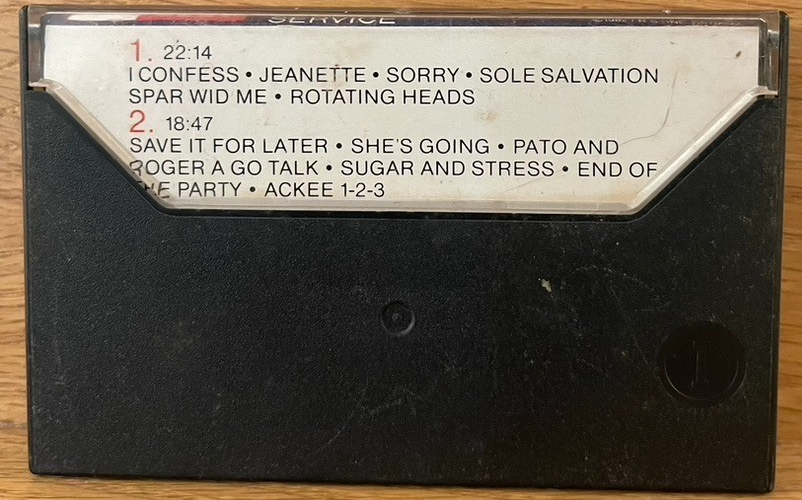 SERVICE
1. 22:14
I CONFESS • JEANETTE • SORRY • SOLE SALVATION
SPAR WID ME • ROTATING HEADS
2. 18:47
SAVE IT FOR LATER • SHE'S GOING • PATO AND
ROGER A GO TALK • SUGAR AND STRESS • END OF
THE PARTY • ACKEE 1-2-3
1